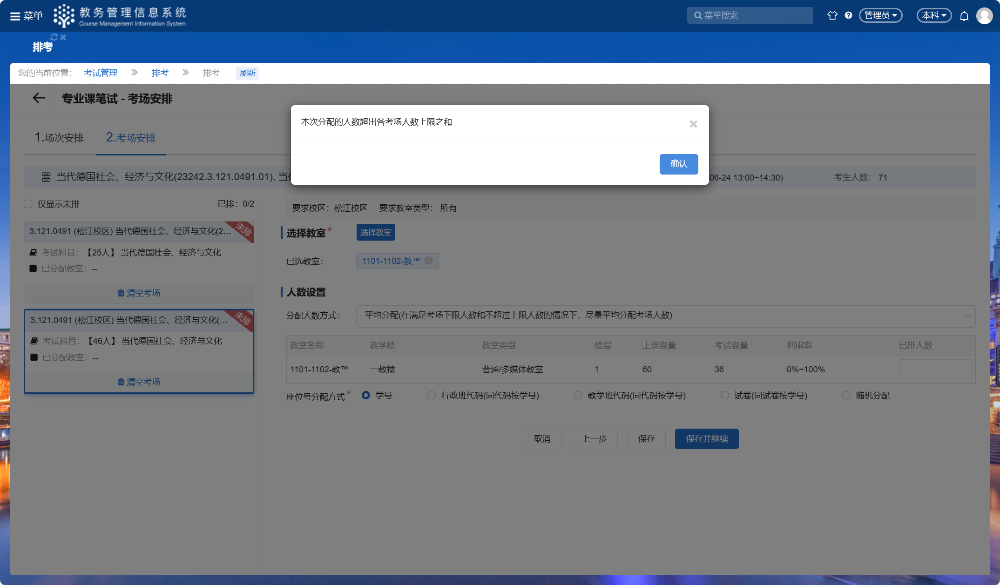 菜单
教务管理信息系统
Course Management Information System
菜单搜索
管理员
本科
排考
您的当前位置：
考试管理
排考
排考
刷新
专业课笔试 - 考场安排
本次分配的人数超出各考场人数上限之和
确认
1.场次安排
2.考场安排
当代德国社会、经济与文化(23242.3.121.0491.01), 当
06-24 13:00~14:30)
考生人数： 71
仅显示未排
已排：0/2
3.121.0491 (松江校区) 当代德国社会、经济与文化(2...
未排
考试科目： 【25人】 当代德国社会、经济与文化
已分配教室： --
清空考场
3.121.0491 (松江校区) 当代德国社会、经济与文化(...
未排
考试科目： 【46人】 当代德国社会、经济与文化
已分配教室： --
清空考场
要求校区：松江校区 要求教室类型： 所有
选择教室*
选择教室
已选教室：
1101-1102-教™
人数设置
分配人数方式：
平均分配(在满足考场下限人数和不超过上限人数的情况下，尽量平均分配考场人数)
教室名称 教学楼 教室类型 楼层 上课容量 考试容量 利用率 已排人数
1101-1102-教™ 一教楼 普通/多媒体教室 1 60 36 0%~100%
座位号分配方式*
学号
行政班代码(同代码按学号)
教学班代码(同代码按学号)
试卷(同试卷按学号)
随机分配
取消
上一步
保存
保存并继续